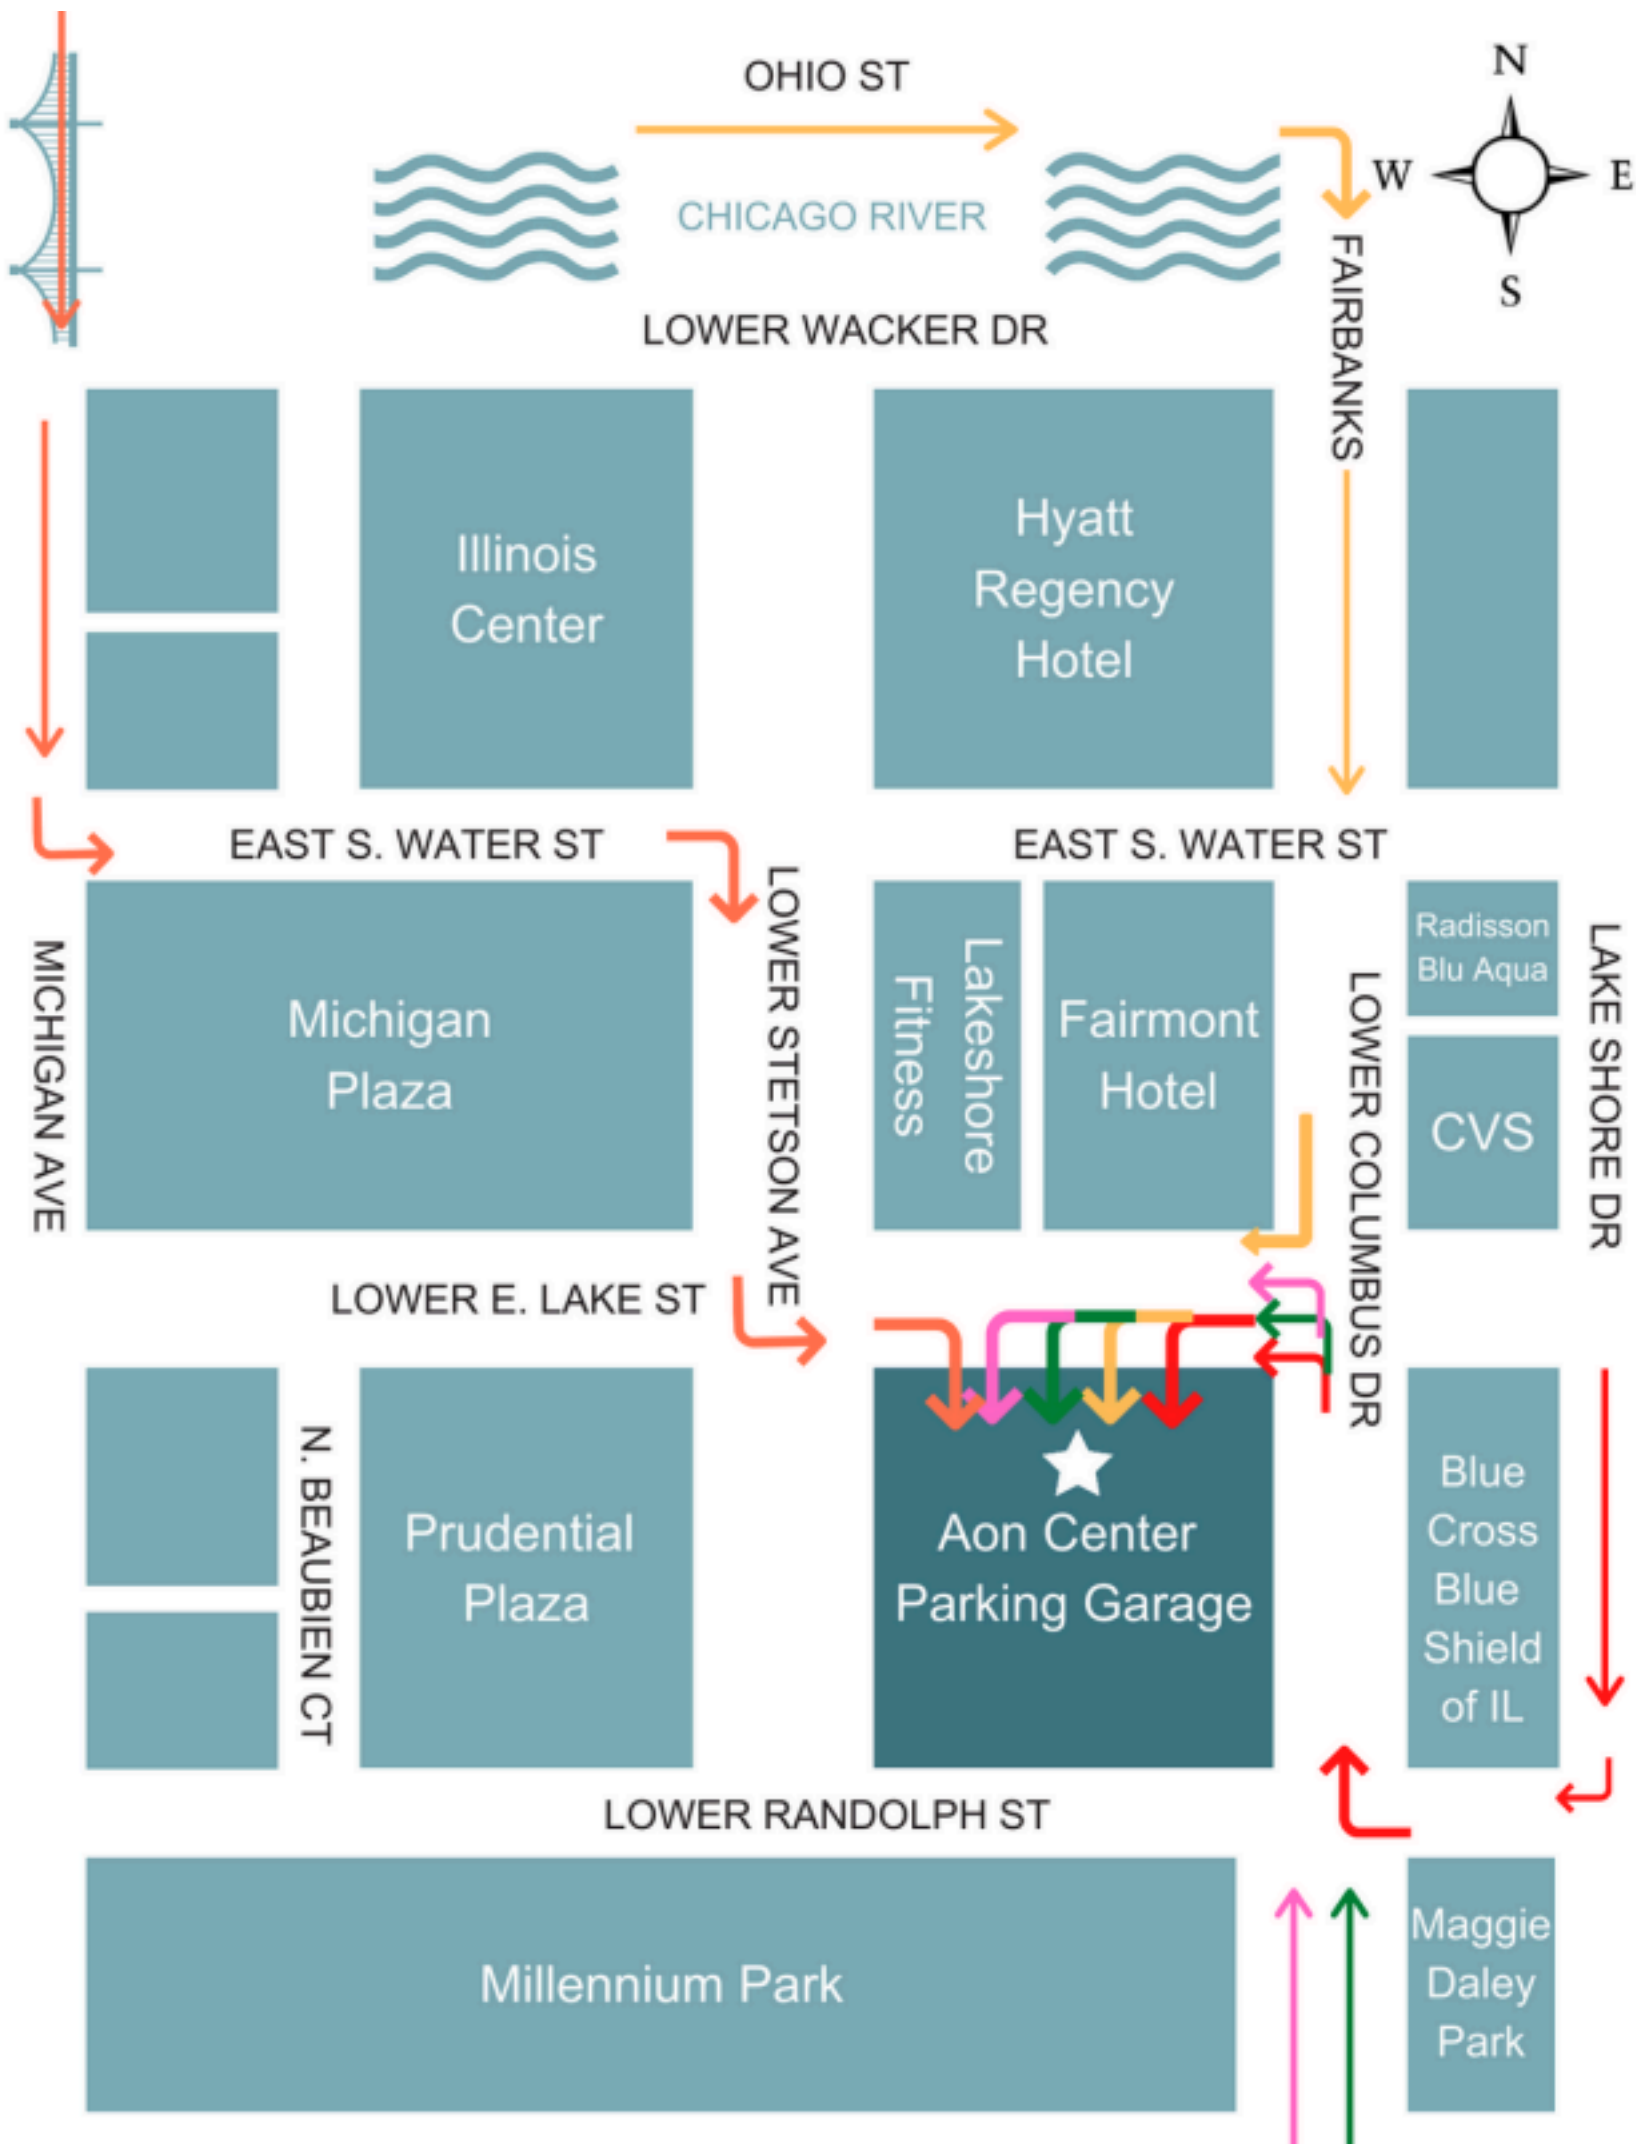 OHIO ST
N
W
E
S
CHICAGO RIVER
FAIRBANKS
LOWER WACKER DR
Illinois
Center
Hyatt
Regency
Hotel
EAST S. WATER ST
EAST S. WATER ST
MICHIGAN AVE
Michigan
Plaza
LOWER STETSON AVE
Lakeshore
Fitness
Fairmont
Hotel
LOWER COLUMBUS DR
Radisson
Blu Aqua
CVS
LAKE SHORE DR
LOWER E. LAKE ST
N. BEAUBIEN CT
Prudential
Plaza
Aon Center
Parking Garage
Blue
Cross
Blue
Shield
of IL
LOWER RANDOLPH ST
Millennium Park
Maggie
Daley
Park